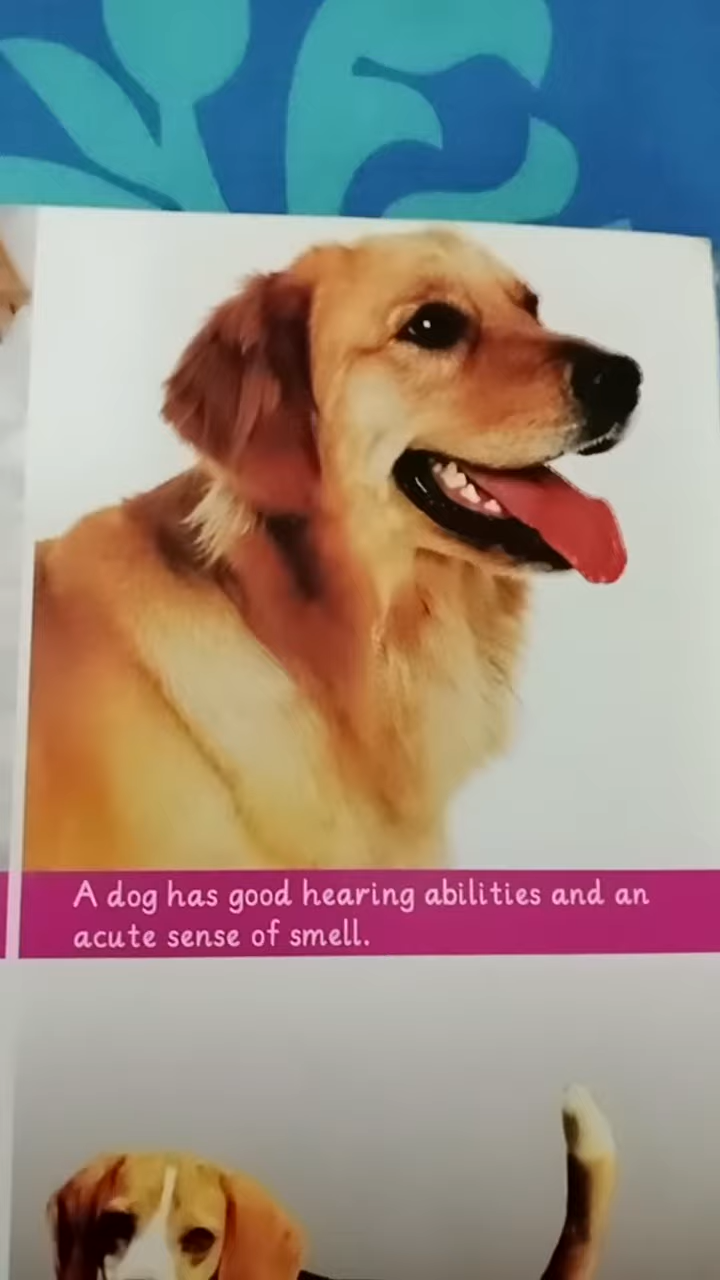 A dog has good hearing abilities and an
acute sense of smell.